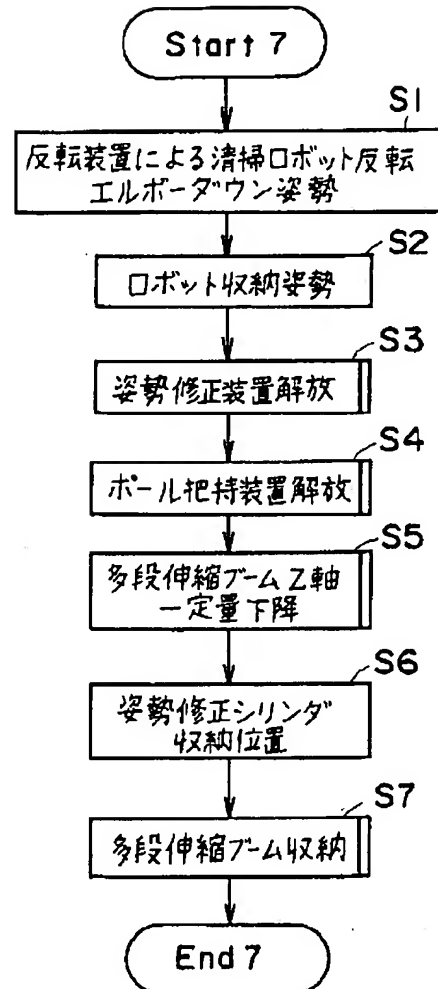 Start 7
S1
反転装置による清掃ロボット反転
エルボーダウン姿勢
S2
ロボット収納姿勢
S3
姿勢修正装置解放
S4
ポール把持装置解放
S5
多段伸縮ブームZ軸
一定量下降
S6
姿勢修正シリンダ
収納位置
S7
多段伸縮ブーム収納
End 7